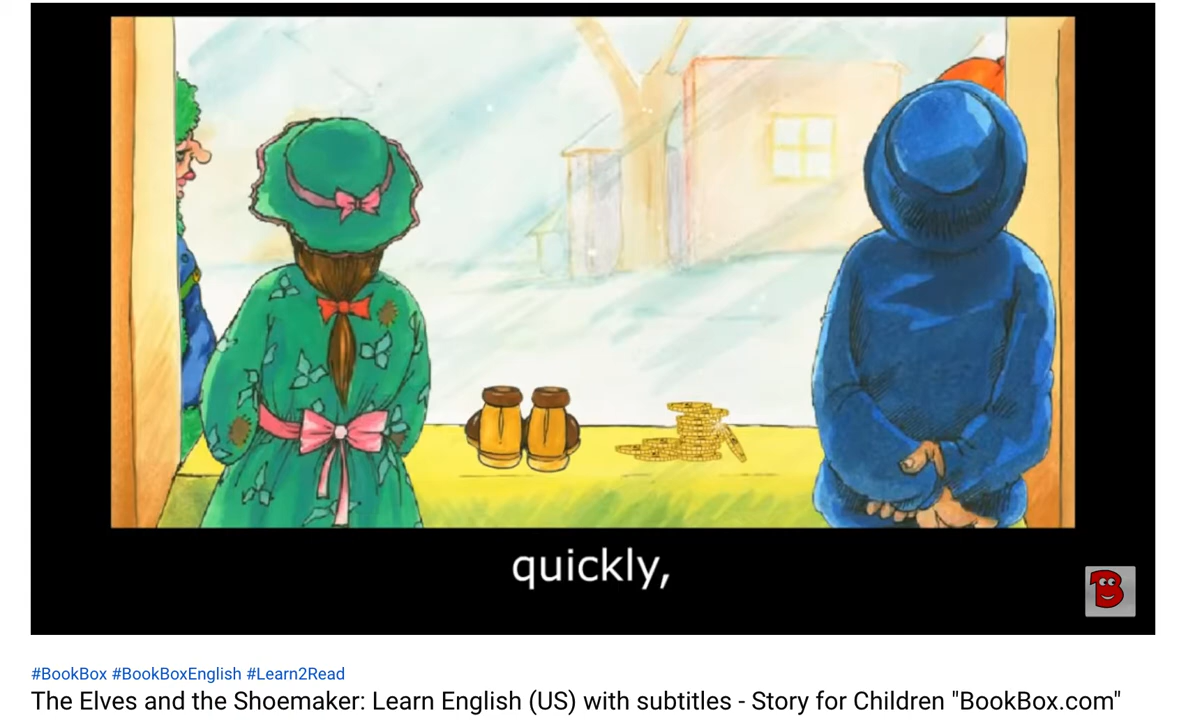 quickly,
B
#BookBox #BookBoxEnglish #Learn2Read
The Elves and the Shoemaker: Learn English (US) with subtitles - Story for Children "BookBox.com"